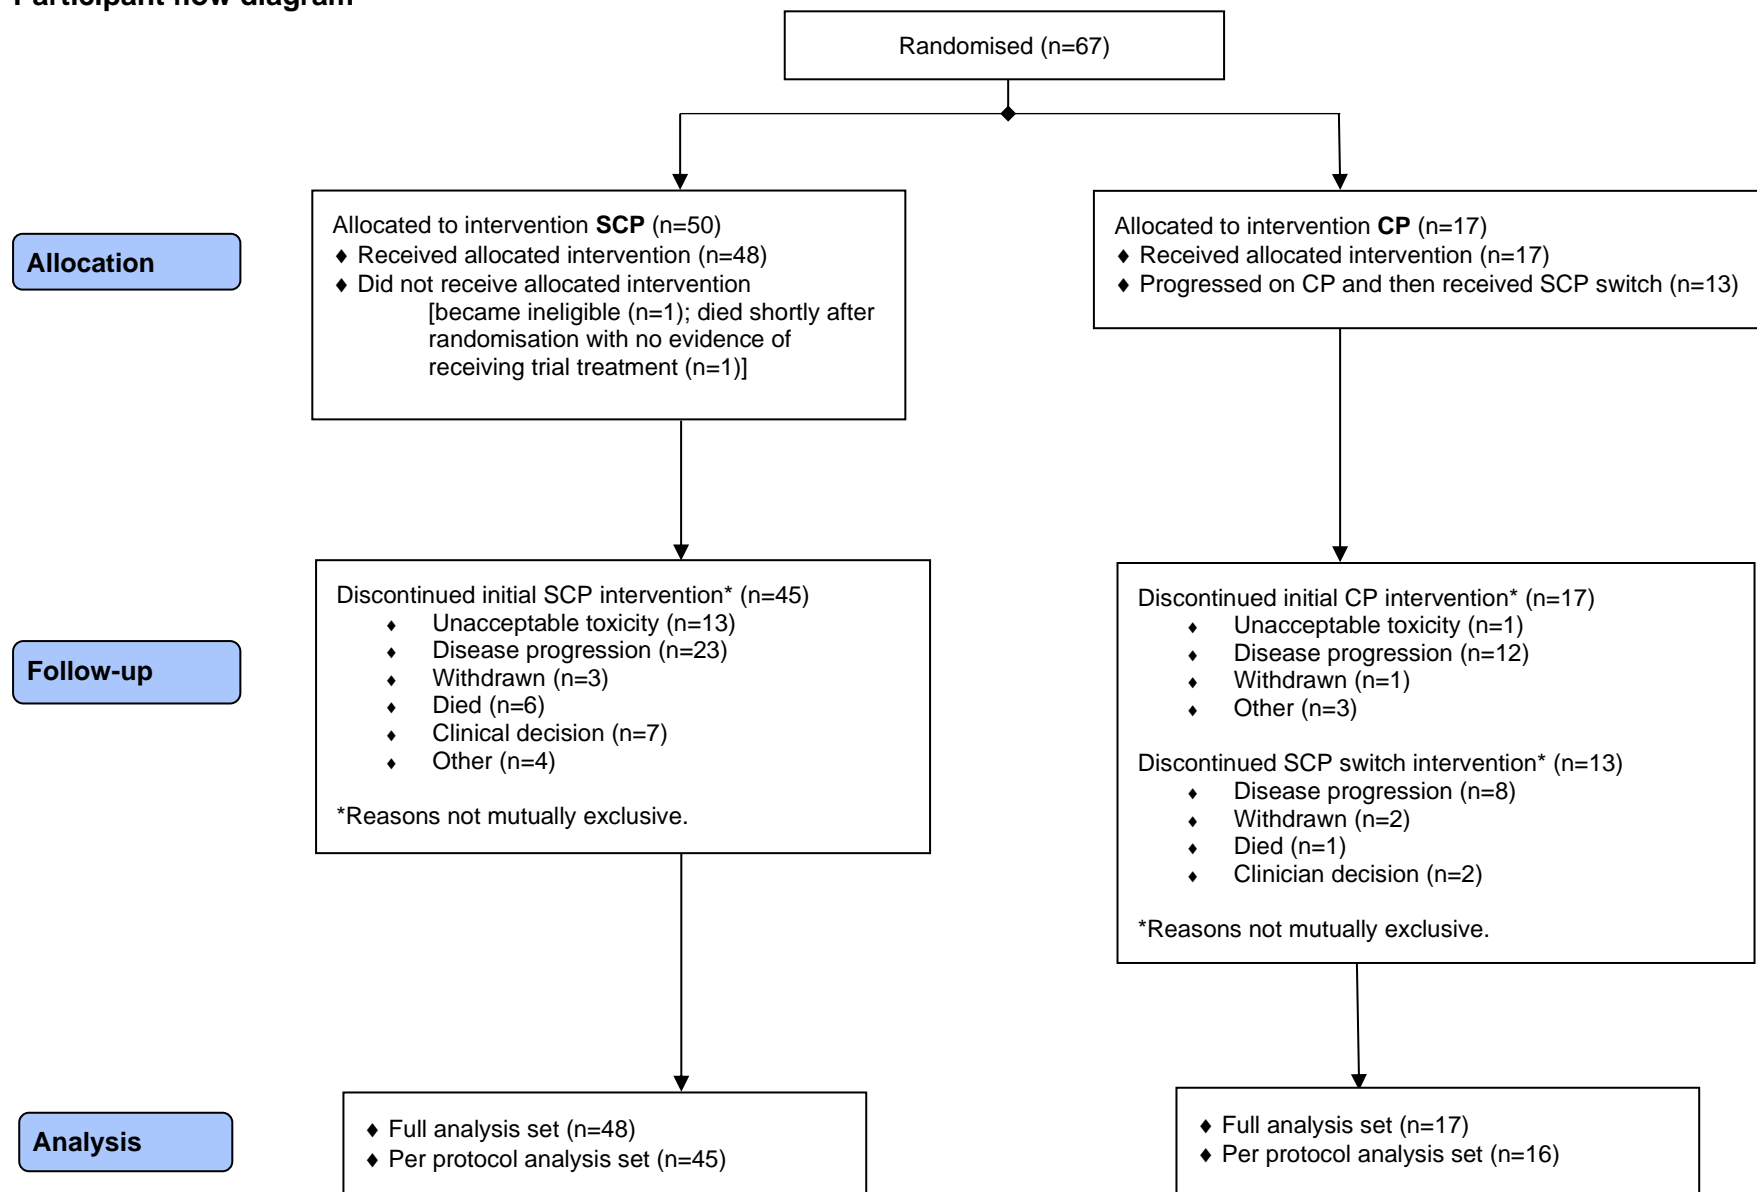 Participant flow diagram
Randomised (n=67)
Allocation
Allocated to intervention SCP (n=50)
♦ Received allocated intervention (n=48)
♦ Did not receive allocated intervention
[became ineligible (n=1); died shortly after
randomisation with no evidence of
receiving trial treatment (n=1)]
Allocated to intervention CP (n=17)
♦ Received allocated intervention (n=17)
♦ Progressed on CP and then received SCP switch (n=13)
Follow-up
Discontinued initial SCP intervention* (n=45)
♦ Unacceptable toxicity (n=13)
♦ Disease progression (n=23)
♦ Withdrawn (n=3)
♦ Died (n=6)
♦ Clinical decision (n=7)
♦ Other (n=4)
*Reasons not mutually exclusive.
Discontinued initial CP intervention* (n=17)
♦ Unacceptable toxicity (n=1)
♦ Disease progression (n=12)
♦ Withdrawn (n=1)
♦ Other (n=3)
Discontinued SCP switch intervention* (n=13)
♦ Disease progression (n=8)
♦ Withdrawn (n=2)
♦ Died (n=1)
♦ Clinician decision (n=2)
*Reasons not mutually exclusive.
Analysis
♦ Full analysis set (n=48)
♦ Per protocol analysis set (n=45)
♦ Full analysis set (n=17)
♦ Per protocol analysis set (n=16)